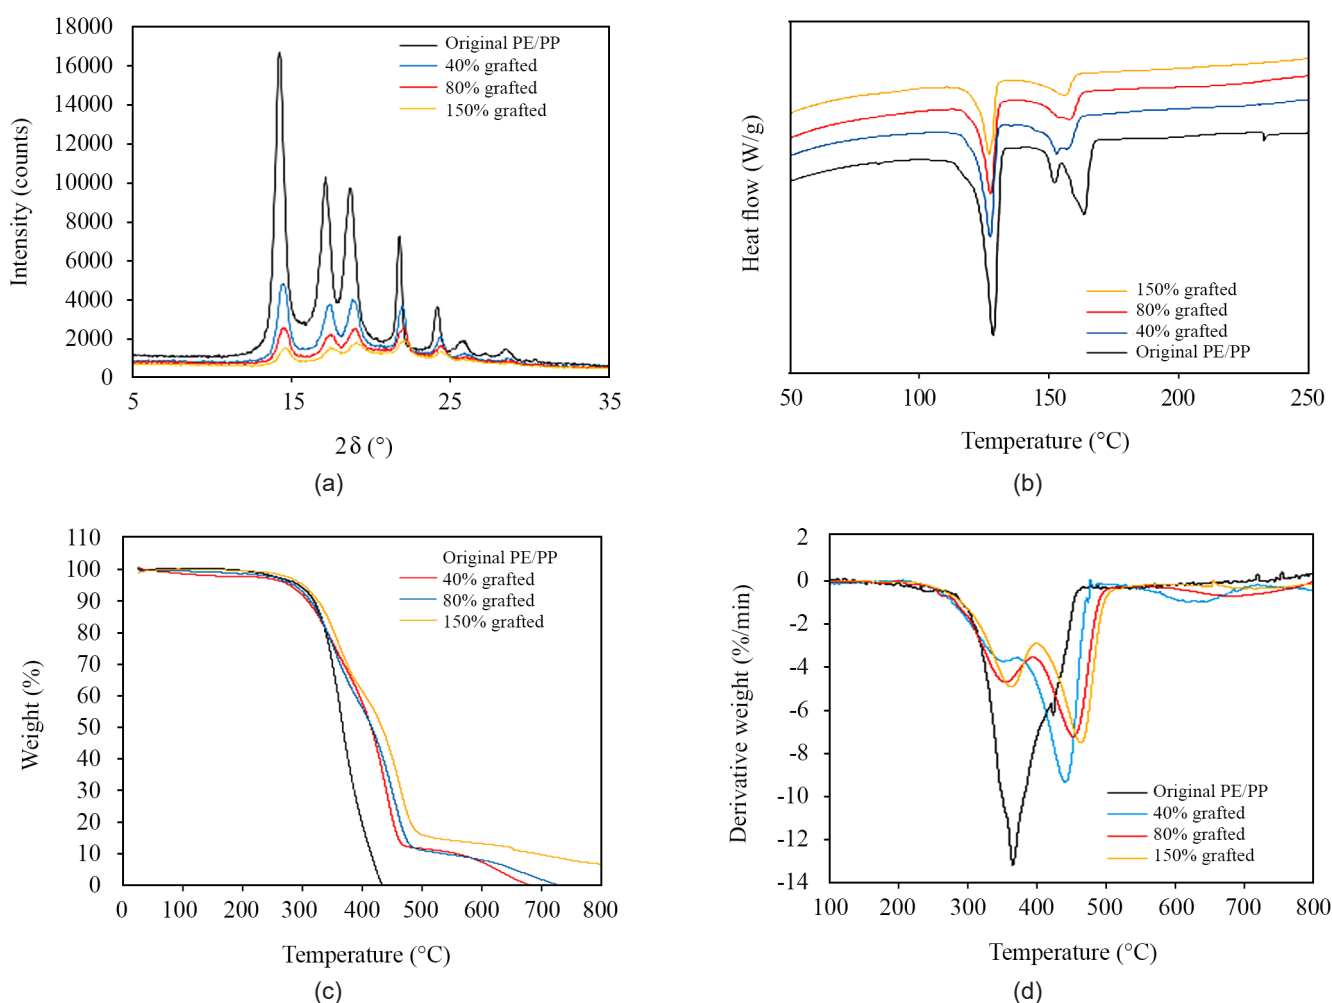 18000
16000
14000
12000
10000
8000
6000
4000
2000
0
Intensity (counts)
Original PE/PP
40% grafted
80% grafted
150% grafted
5 15 25 35
2δ (°)
(a)
Heat flow (W/g)
150% grafted
80% grafted
40% grafted
Original PE/PP
50 100 150 200 250
Temperature (°C)
(b)
110
100
90
80
70
60
50
40
30
20
10
0
Weight (%)
Original PE/PP
40% grafted
80% grafted
150% grafted
0 100 200 300 400 500 600 700 800
Temperature (°C)
(c)
2
0
-2
-4
-6
-8
-10
-12
-14
Derivative weight (%/min)
Original PE/PP
40% grafted
80% grafted
150% grafted
100 200 300 400 500 600 700 800
Temperature (°C)
(d)